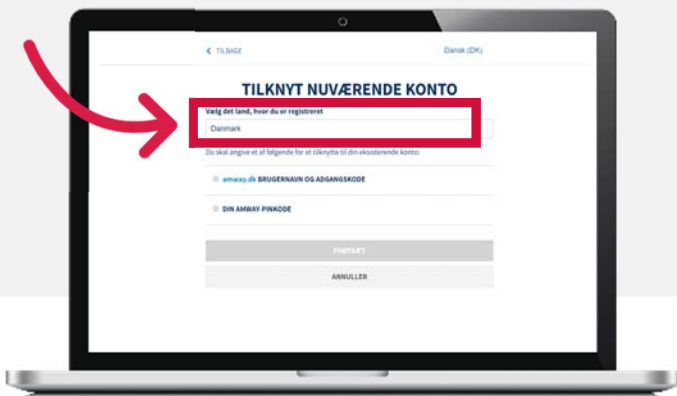 TILBAGE
Dansk (DK)
TILKNYT NUVÆRENDE KONTO
Vælg det land, hvor du er registreret
Danmark
Du skal angive et af følgende for at tilknytte til din eksisterende konto:
amway.dk BRUGERNAVN OG ADGANGSKODE
DIN AMWAY-PINKODE
FORTSÆT
ANNULLER